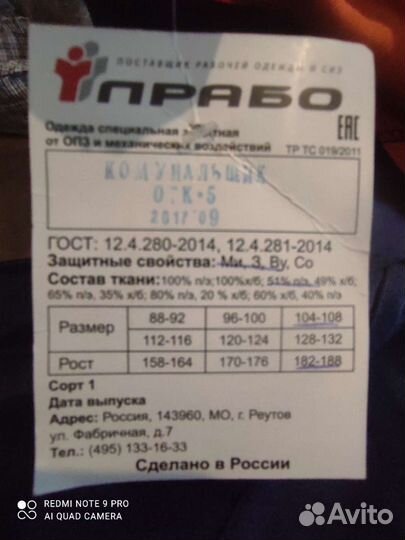 ПОСТАВЩИК РАБОЧЕЙ ОДЕЖДЫ И СИЗ
ПРАБО
Одежда специальная защитная
от ОПЗ и механических воздействий
ЕАС
ТР ТС 019/2011
КОМУНАЛЬЩИК
ОТК-5
2017 09
ГОСТ: 12.4.280-2014, 12.4.281-2014
Защитные свойства: Ми, З, Ву, Со
Состав ткани: 100% п/э;100%х/б; 51% п/э, 49% х/б;
65% п/э, 35% х/б; 80% п/э, 20 % х/б; 60% х/б, 40% п/э
Размер 88-92 96-100 104-108
112-116 120-124 128-132
Рост 158-164 170-176 182-188
Сорт 1
Дата выпуска
Адрес: Россия, 143960, МО, г. Реутов
ул. Фабричная, д.7
Тел.: (495) 133-16-33
Сделано в России
REDMI NOTE 9 PRO
AI QUAD CAMERA
Avito